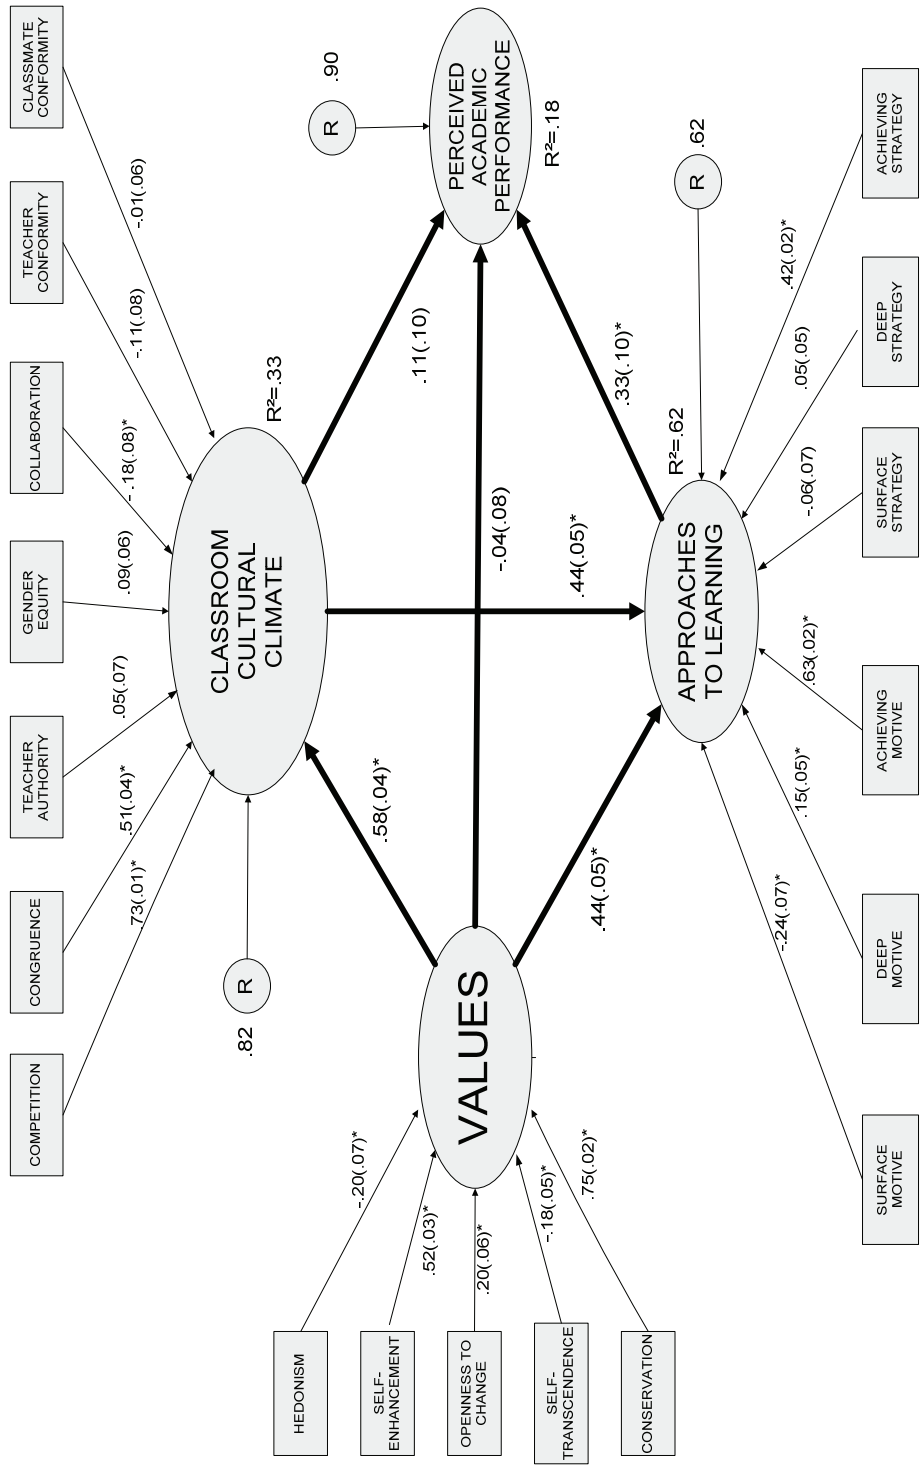 CLASSMATE
CONFORMITY
TEACHER
CONFORMITY
COLLABORATION
GENDER
EQUITY
TEACHER
AUTHORITY
CONGRUENCE
COMPETITION
-.01(.06)
-.11(.08)
-.18(.08)*
.09(.06)
.05(.07)
.51(.04)*
.73(.01)*
R
.82
CLASSROOM
CULTURAL
CLIMATE
R²=.33
R
.90
PERCEIVED
ACADEMIC
PERFORMANCE
R²=.18
.11(.10)
-.04(.08)
.33(.10)*
.44(.05)*
.58(.04)*
.44(.05)*
VALUES
HEDONISM
SELF-
ENHANCEMENT
OPENNESS TO
CHANGE
SELF-
TRANSCENDENCE
CONSERVATION
-.20(.07)*
.52(.03)*
.20(.06)*
-.18(.05)*
.75(.02)*
APPROACHES
TO LEARNING
R²=.62
R
.62
.42(.02)*
.05(.05)
-.06(.07)
.63(.02)*
.15(.05)*
-.24(.07)*
ACHIEVING
STRATEGY
DEEP
STRATEGY
SURFACE
STRATEGY
ACHIEVING
MOTIVE
DEEP
MOTIVE
SURFACE
MOTIVE